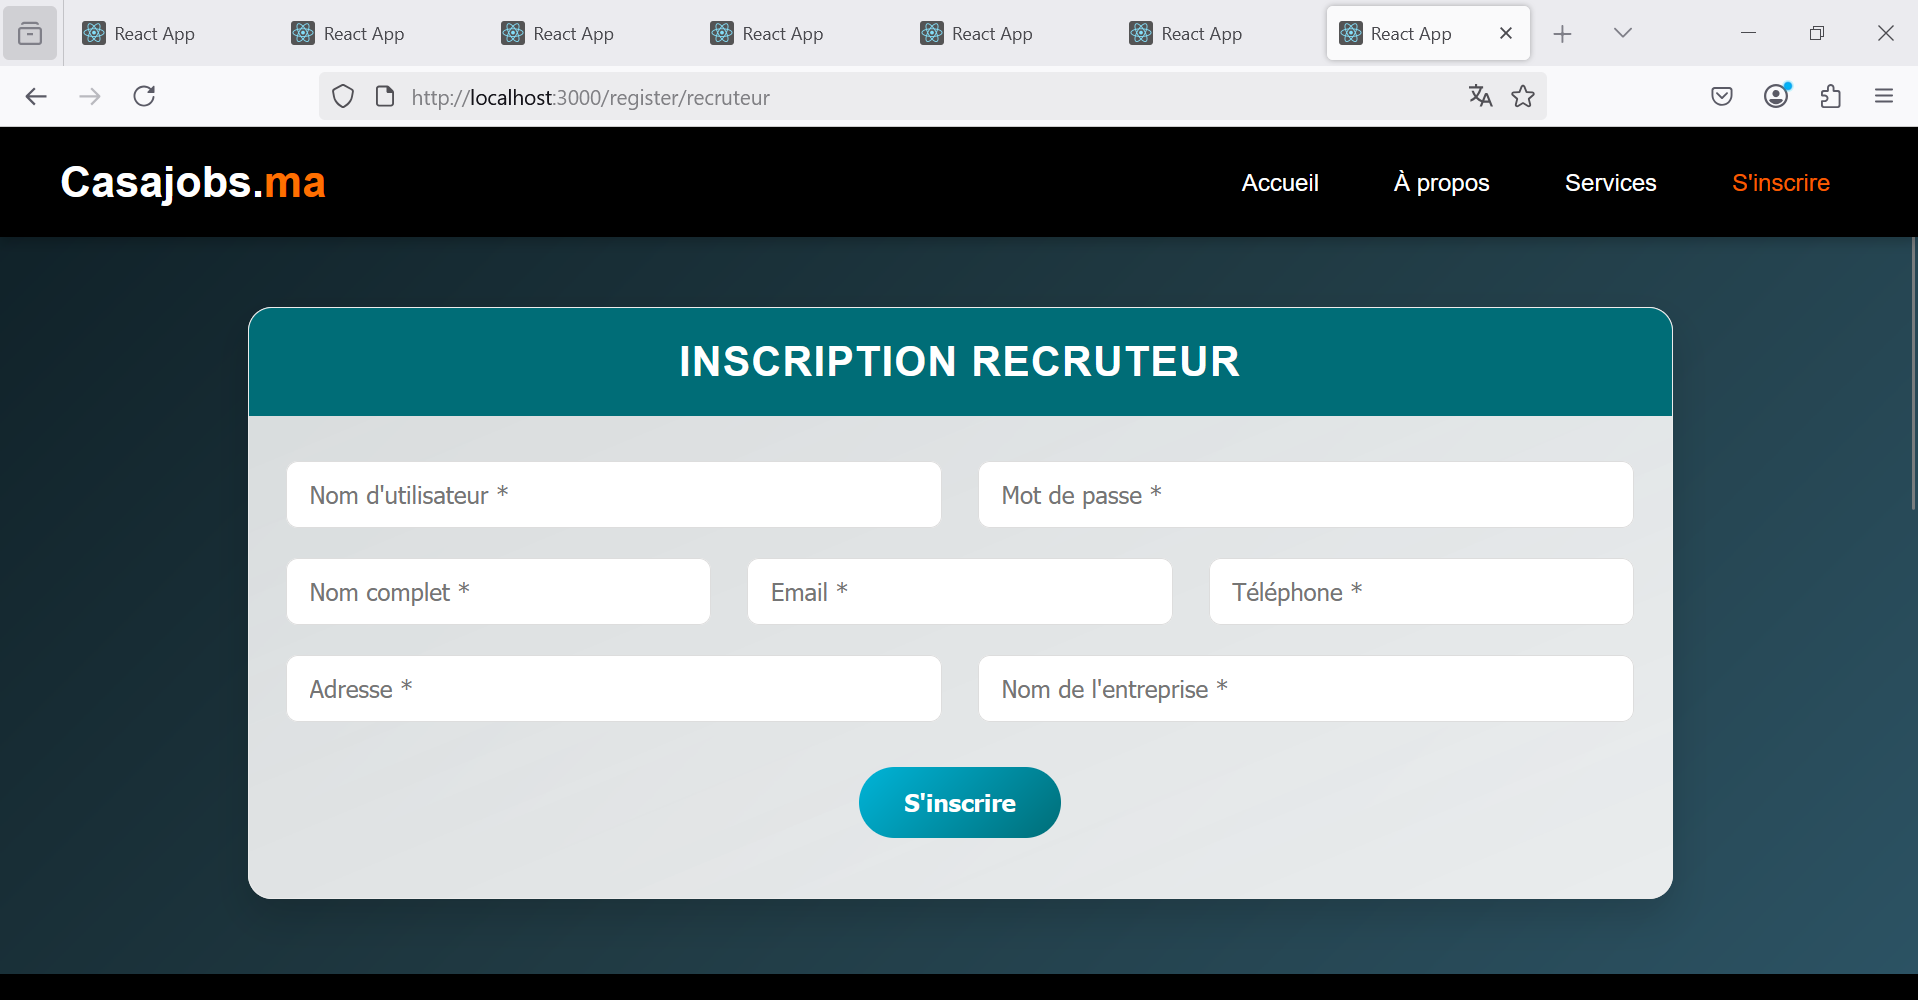 React App React App React App React App React App React App React App
http://localhost:3000/register/recruteur
Casajobs.ma Accueil À propos Services S'inscrire
INSCRIPTION RECRUTEUR
Nom d'utilisateur * Mot de passe *
Nom complet * Email * Téléphone *
Adresse * Nom de l'entreprise *
S'inscrire